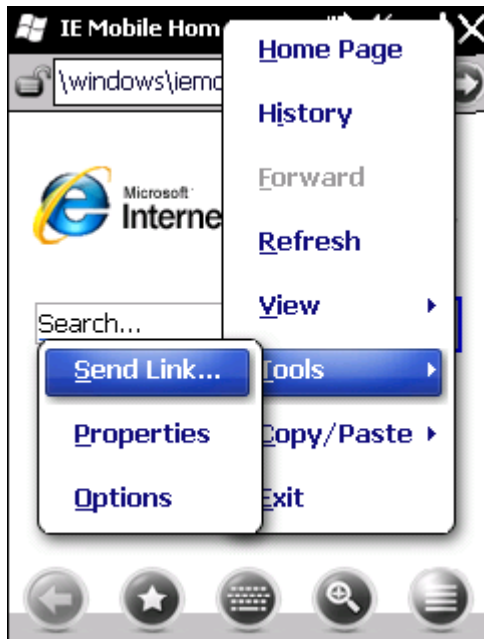 IE Mobile Hom
\windows\iemo
Microsoft
Interne
Search...
Home Page
History
Forward
Refresh
View
Tools
Copy/Paste
Exit
Send Link...
Properties
Options